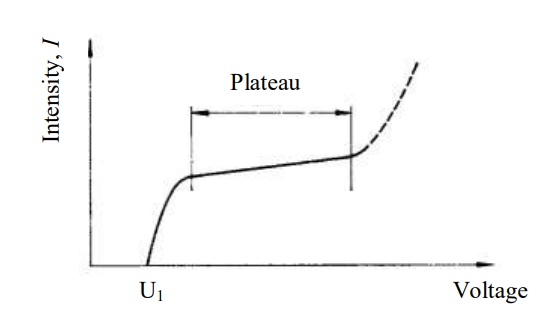 Intensity, I
Plateau
U₁
Voltage